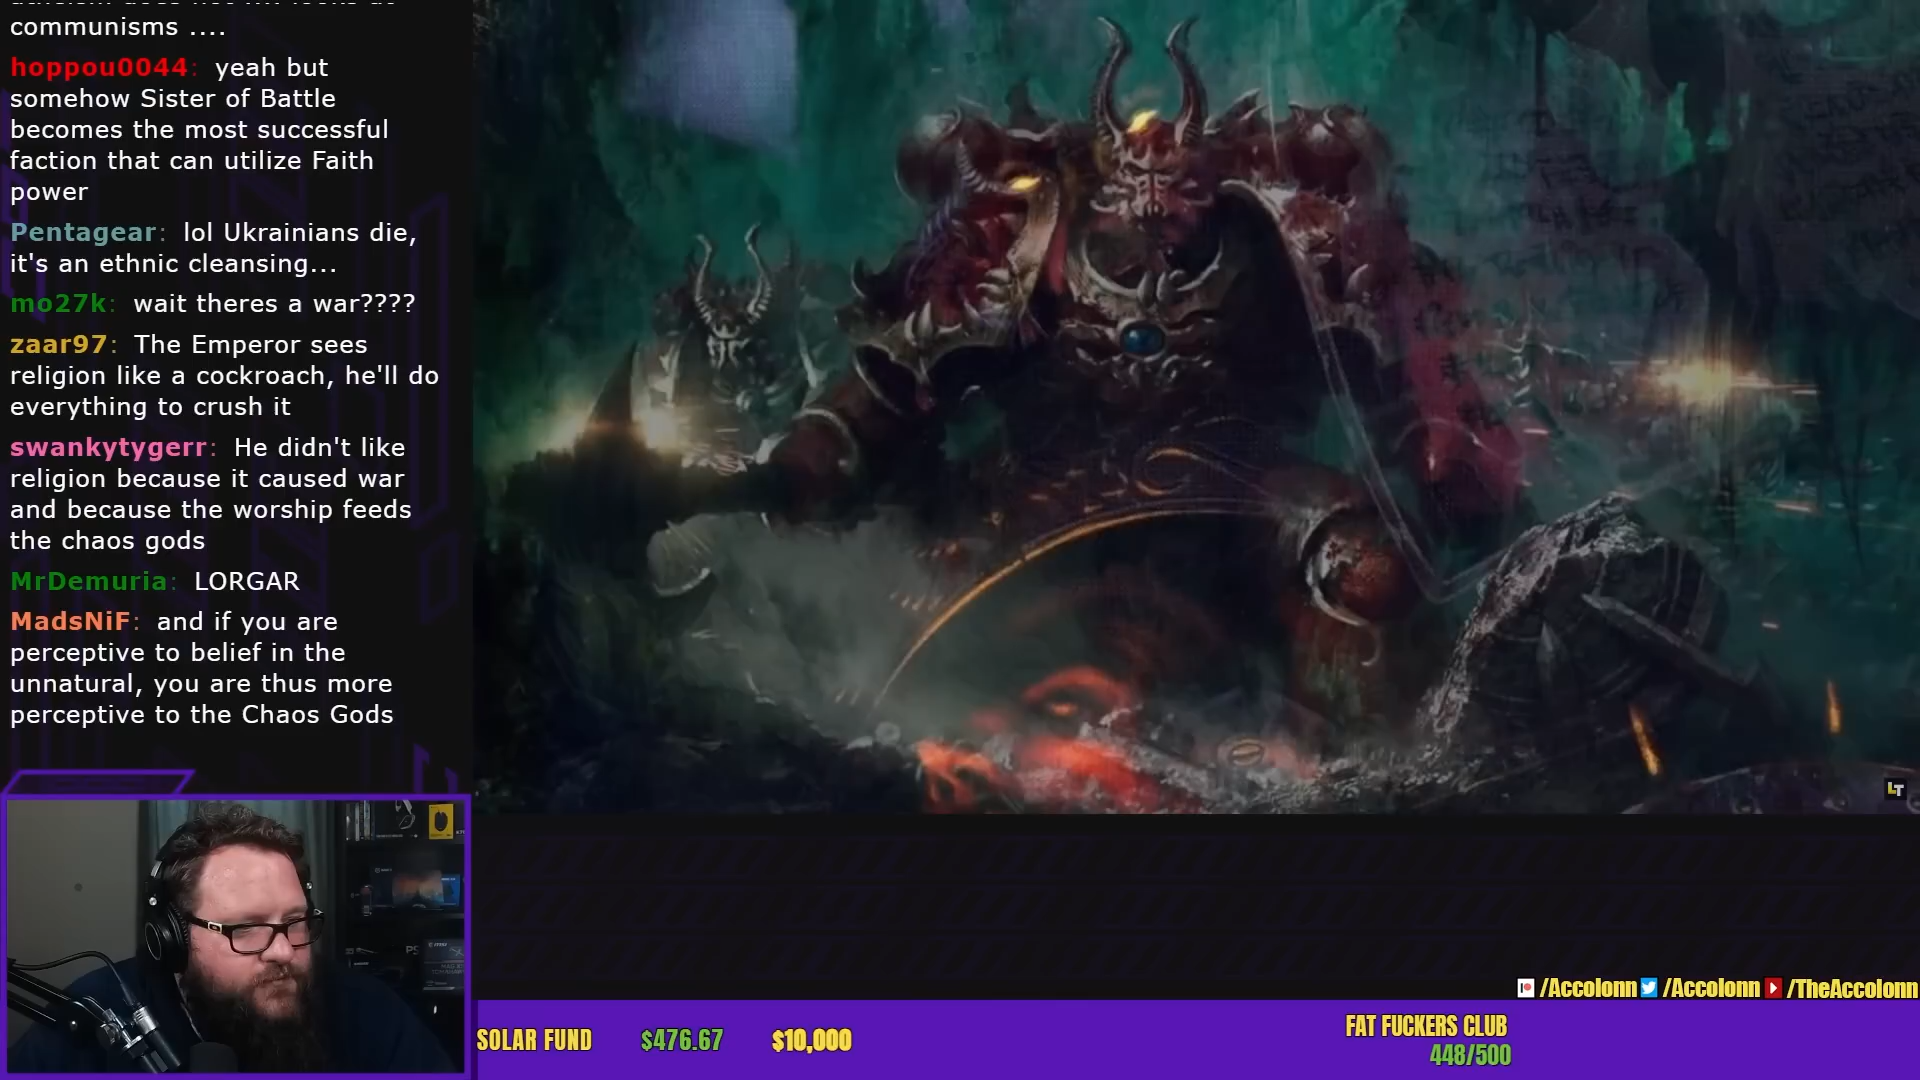 communisms ....
hoppou0044: yeah but
somehow Sister of Battle
becomes the most successful
faction that can utilize Faith
power
Pentagear: lol Ukrainians die,
it's an ethnic cleansing...
mo27k: wait theres a war????
zaar97: The Emperor sees
religion like a cockroach, he'll do
everything to crush it
swankytygerr: He didn't like
religion because it caused war
and because the worship feeds
the chaos gods
MrDemuria: LORGAR
MadsNiF: and if you are
perceptive to belief in the
unnatural, you are thus more
perceptive to the Chaos Gods
LT
/Accolonn /Accolonn /TheAccolonn
SOLAR FUND $476.67 $10,000
FAT FUCKERS CLUB
448/500